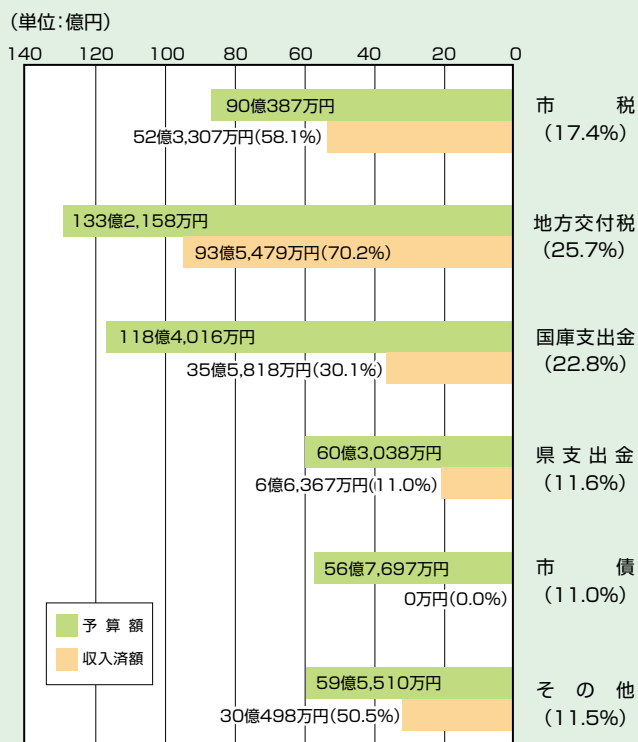 (単位:億円)
140 120 100 80 60 40 20 0
90億387万円
52億3,307万円(58.1%)
市税
(17.4%)
133億2,158万円
93億5,479万円(70.2%)
地方交付税
(25.7%)
118億4,016万円
35億5,818万円(30.1%)
国庫支出金
(22.8%)
60億3,038万円
6億6,367万円(11.0%)
県支出金
(11.6%)
56億7,697万円
0万円(0.0%)
市債
(11.0%)
59億5,510万円
30億498万円(50.5%)
その他
(11.5%)
予算額
収入済額